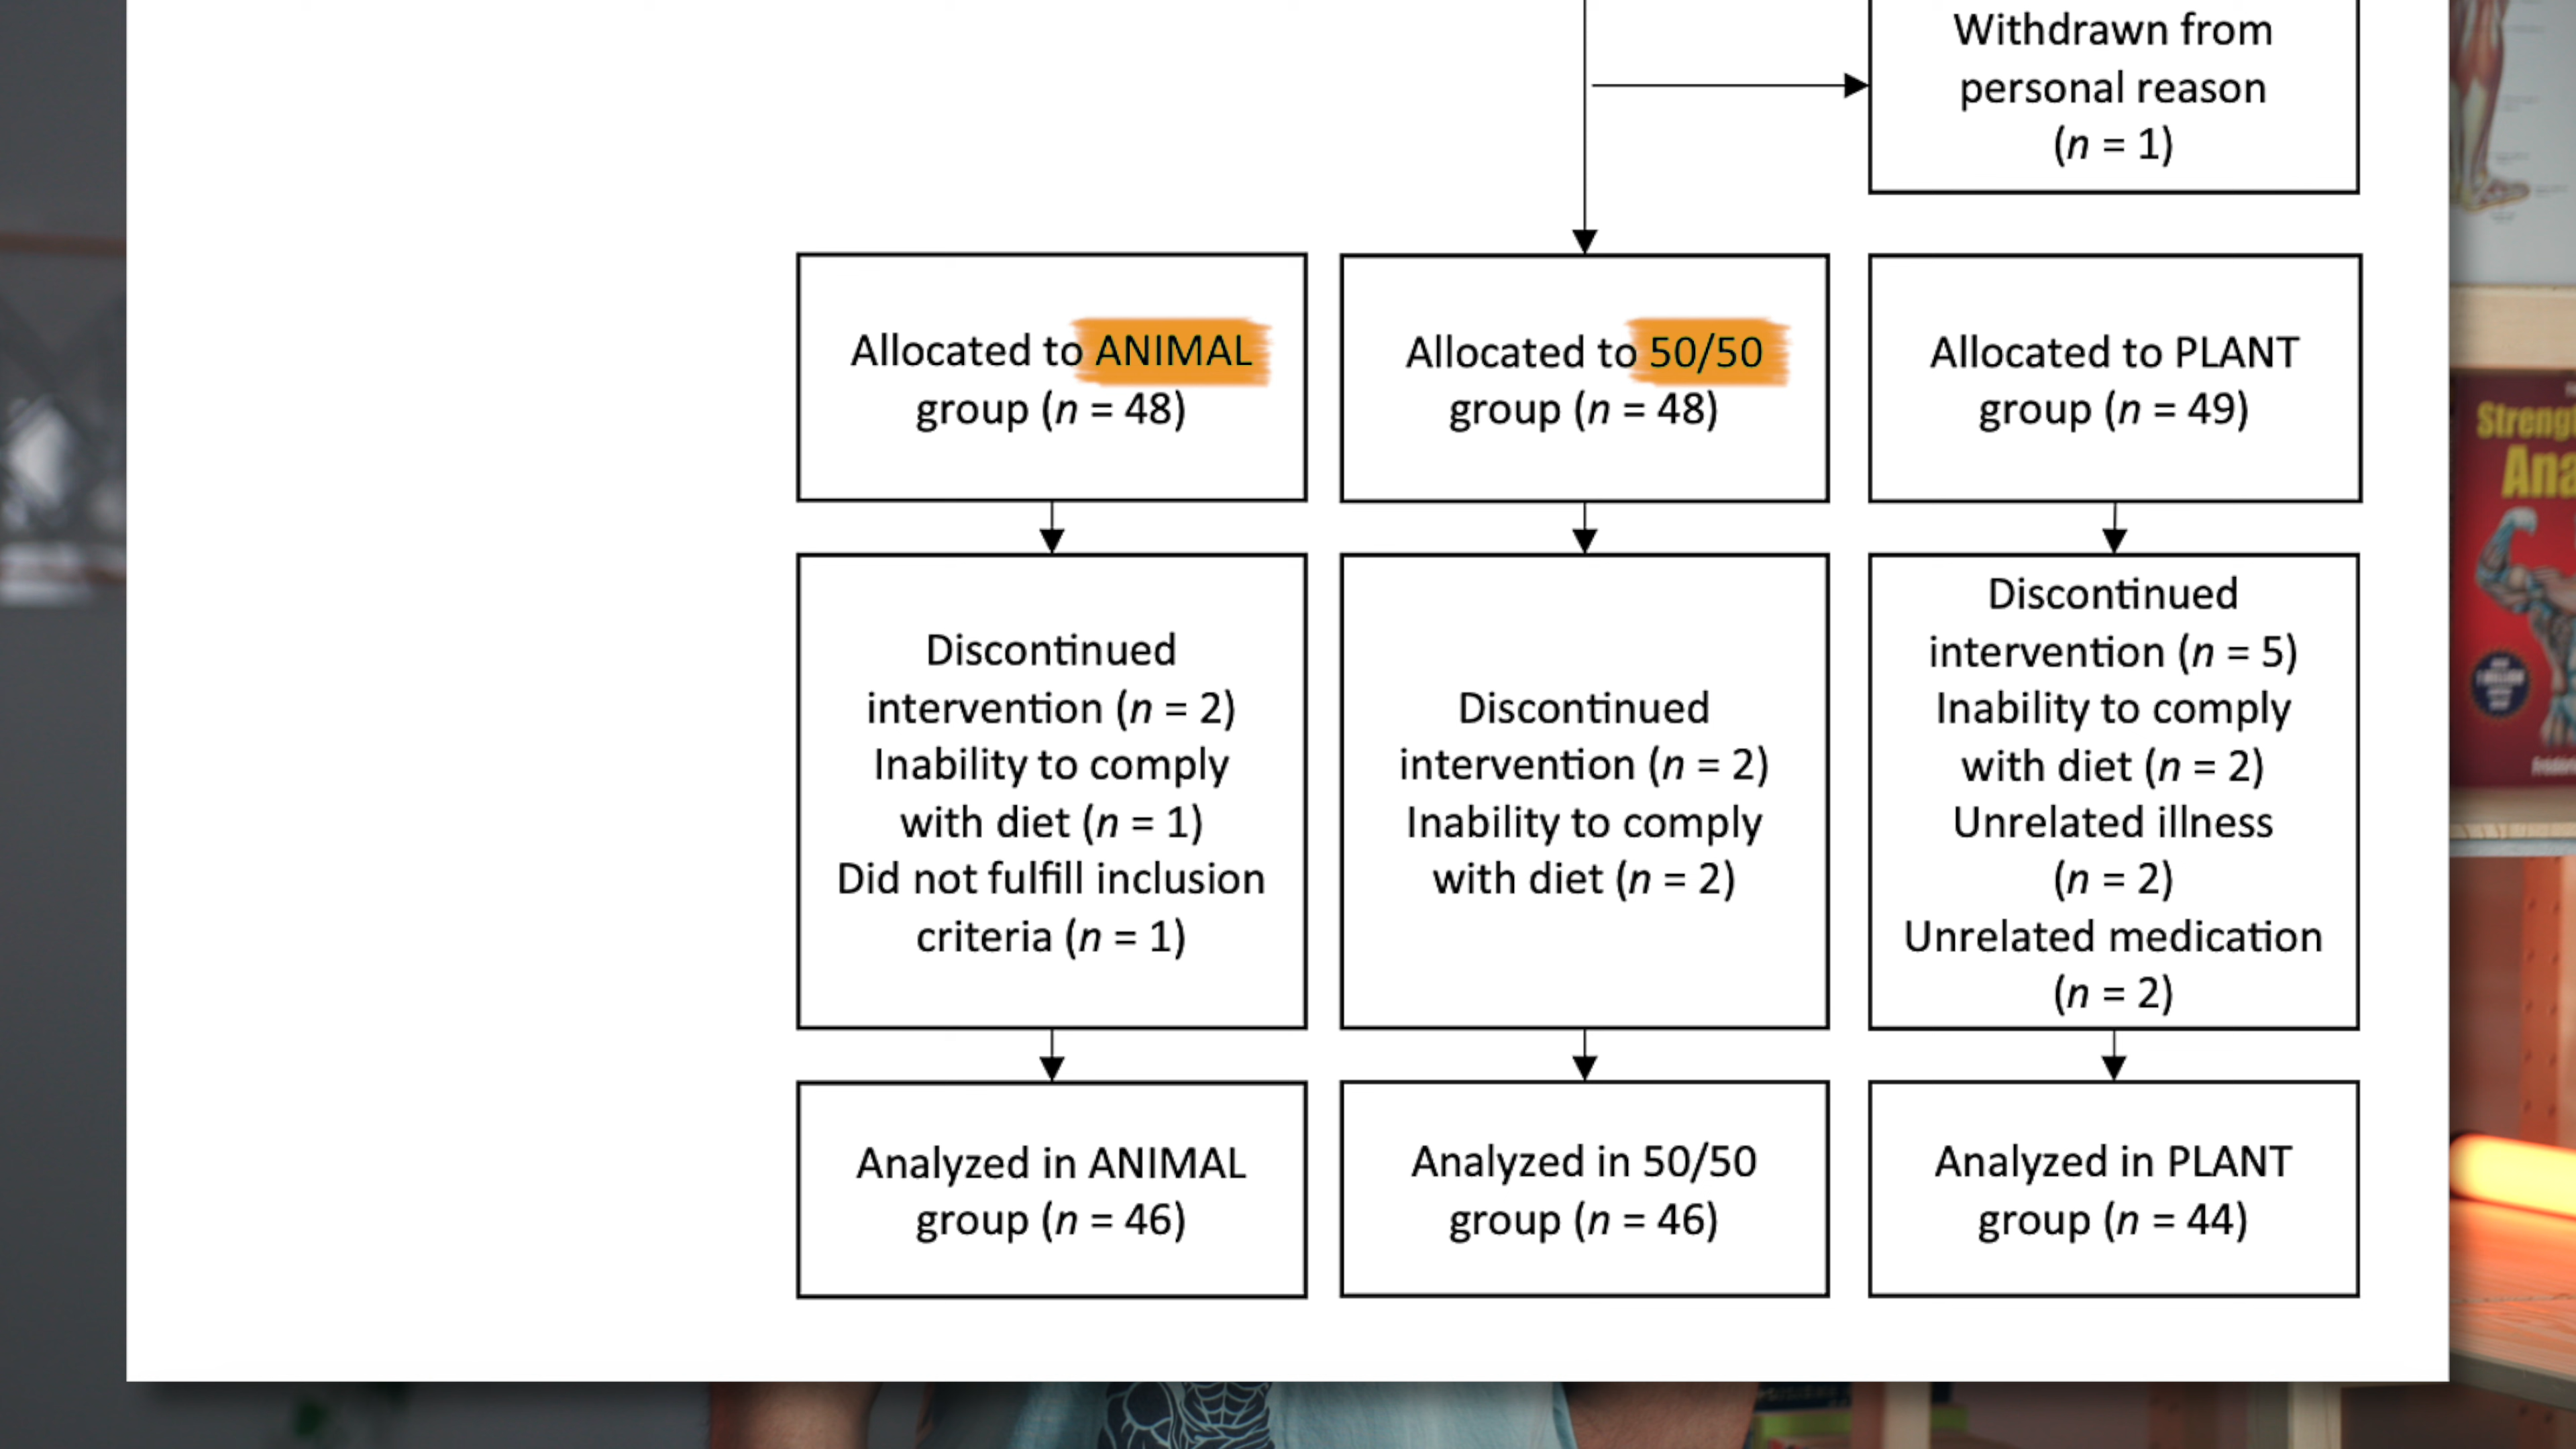 Withdrawn from
personal reason
(n = 1)
Allocated to ANIMAL
group (n = 48)
Allocated to 50/50
group (n = 48)
Allocated to PLANT
group (n = 49)
Discontinued
intervention (n = 2)
Inability to comply
with diet (n = 1)
Did not fulfill inclusion
criteria (n = 1)
Discontinued
intervention (n = 2)
Inability to comply
with diet (n = 2)
Discontinued
intervention (n = 5)
Inability to comply
with diet (n = 2)
Unrelated illness
(n = 2)
Unrelated medication
(n = 2)
Analyzed in ANIMAL
group (n = 46)
Analyzed in 50/50
group (n = 46)
Analyzed in PLANT
group (n = 44)
Streng
Ana